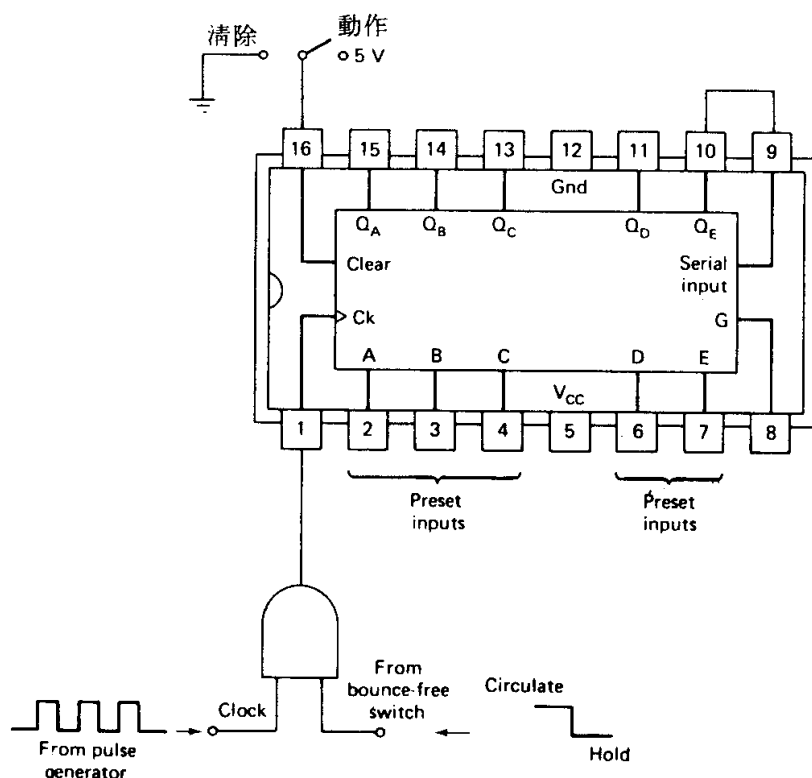 清除
動作
5 V
16 15 14 13 12 11 10 9
Gnd
Q_A Q_B Q_C Q_D Q_E
Clear
Serial
input
Ck
G
A B C D E
V_CC
1 2 3 4 5 6 7 8
Preset
inputs
Preset
inputs
From
bounce-free
switch
Circulate
Clock
Hold
From pulse
generator